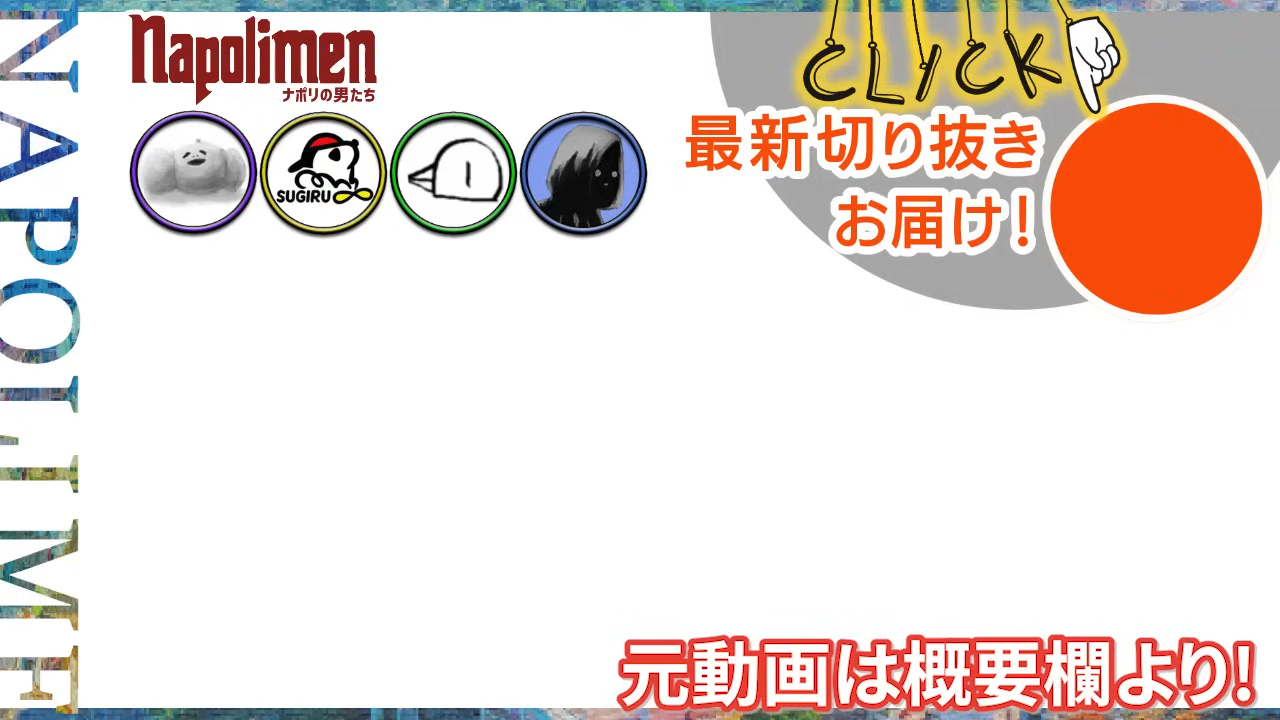 NAPOLIMEN
Napolimen
ナポリの男たち
SUGIRU
CLICK
最新切り抜き
お届け!
元動画は概要欄より!